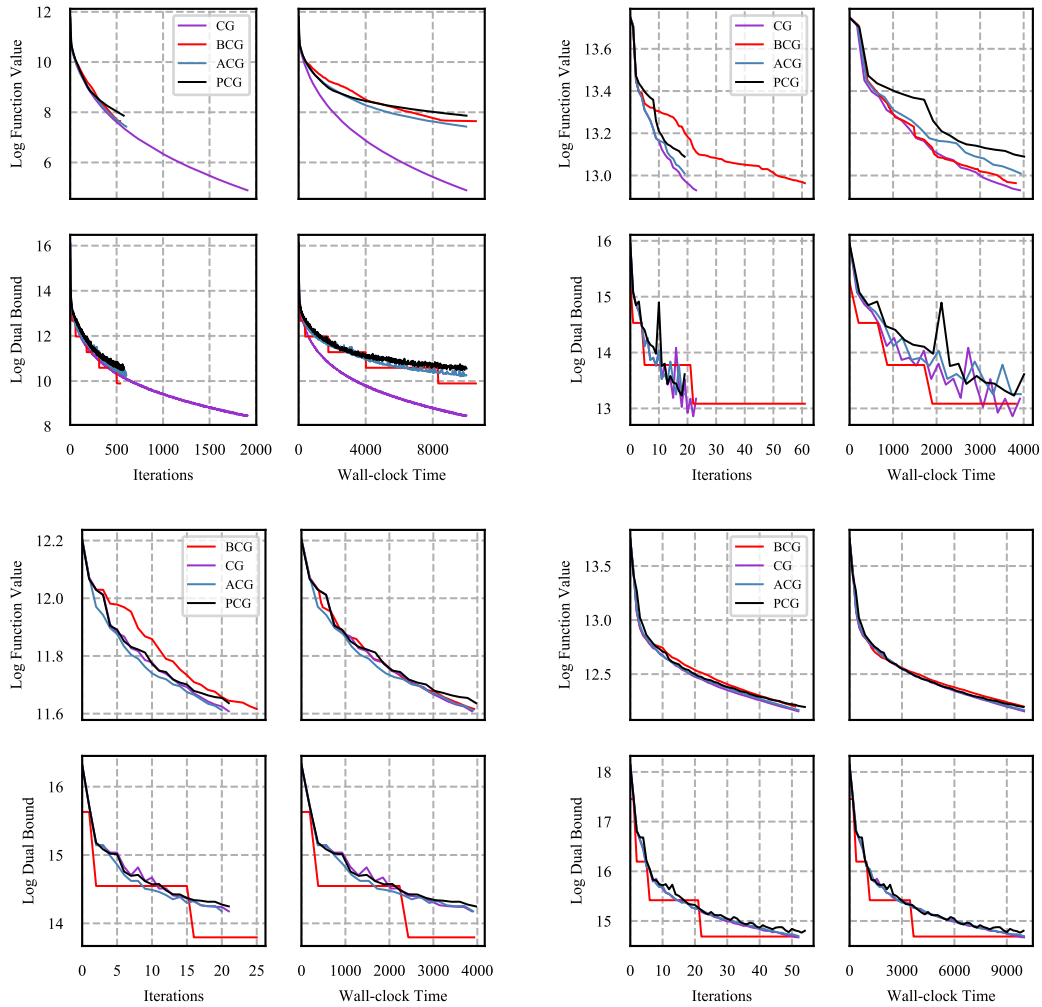 12
10
8
6
Log Function Value
CG
BCG
ACG
PCG
13.6
13.4
13.2
13.0
Log Function Value
CG
BCG
ACG
PCG
16
14
12
10
8
Log Dual Bound
0
500
1000
1500
2000
Iterations
0
4000
8000
Wall-clock Time
16
15
14
13
Log Dual Bound
0
10
20
30
40
50
60
Iterations
0
1000
2000
3000
4000
Wall-clock Time
12.2
12.0
11.8
11.6
Log Function Value
BCG
CG
ACG
PCG
13.5
13.0
12.5
Log Function Value
BCG
CG
ACG
PCG
16
15
14
Log Dual Bound
0
5
10
15
20
25
Iterations
0
1000
2000
3000
4000
Wall-clock Time
18
17
16
15
Log Dual Bound
0
10
20
30
40
50
Iterations
0
3000
6000
9000
Wall-clock Time